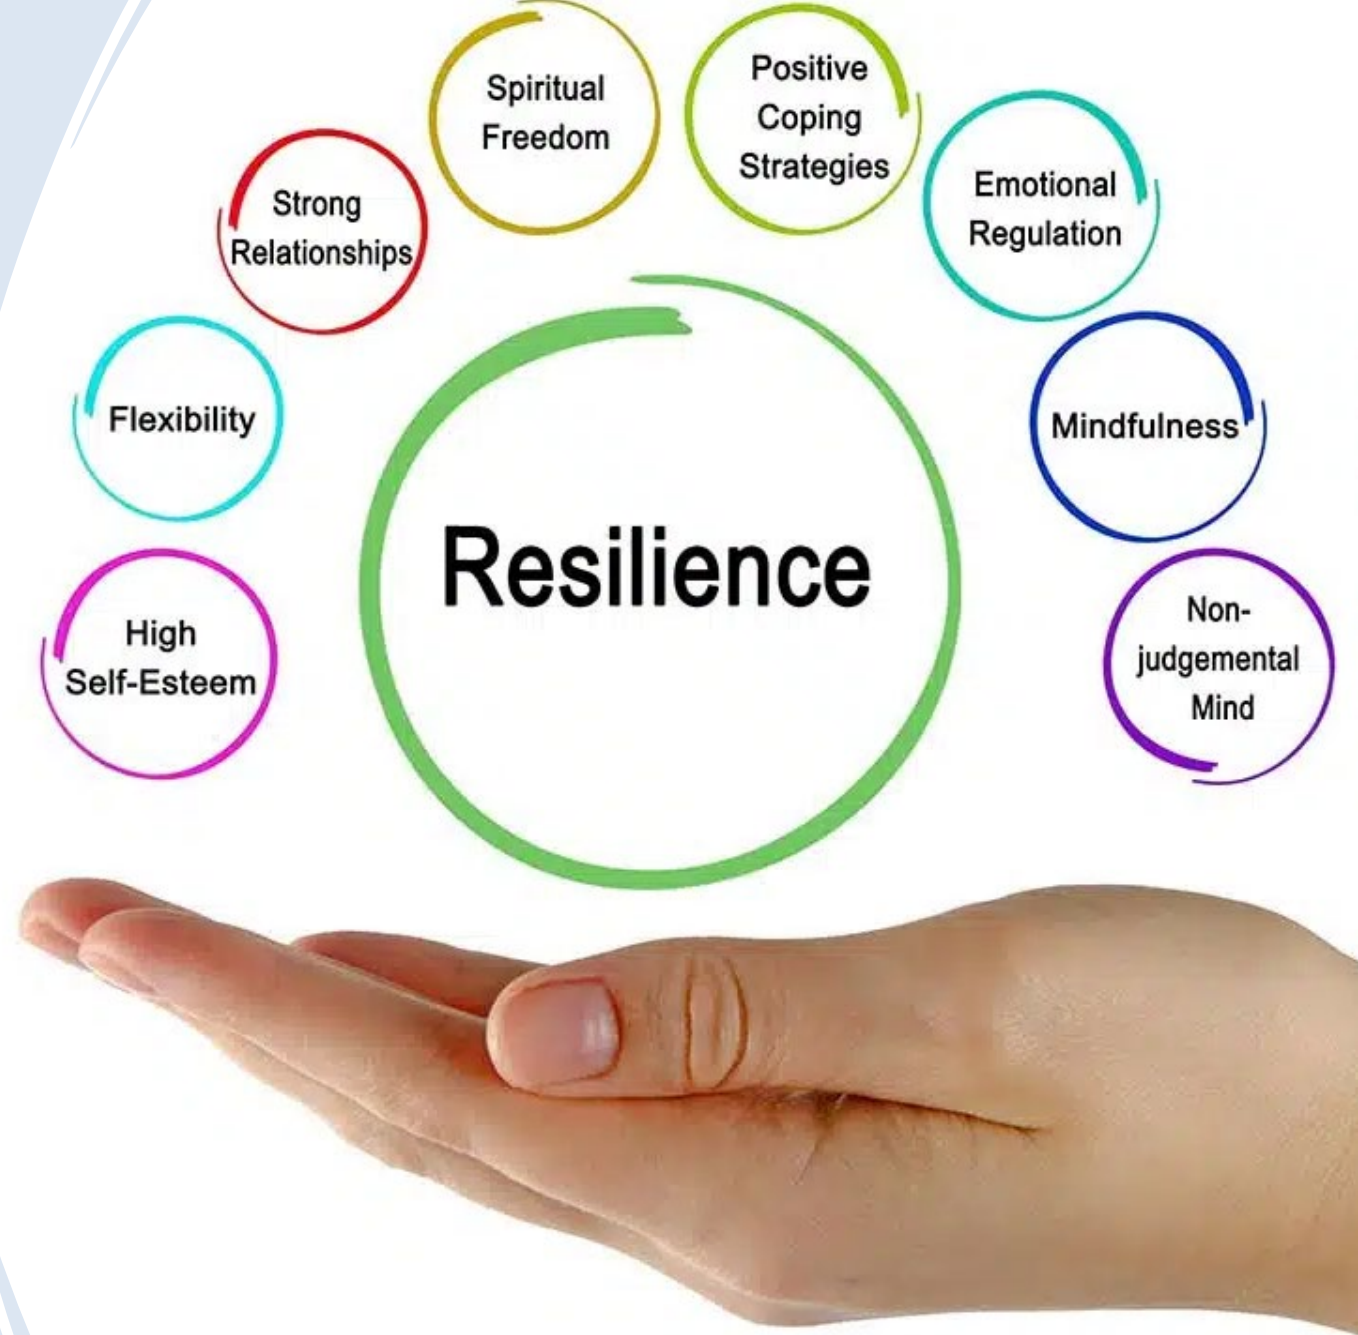 Spiritual
Freedom
Positive
Coping
Strategies
Strong
Relationships
Emotional
Regulation
Flexibility
Mindfulness
Resilience
High
Self-Esteem
Non-
judgemental
Mind